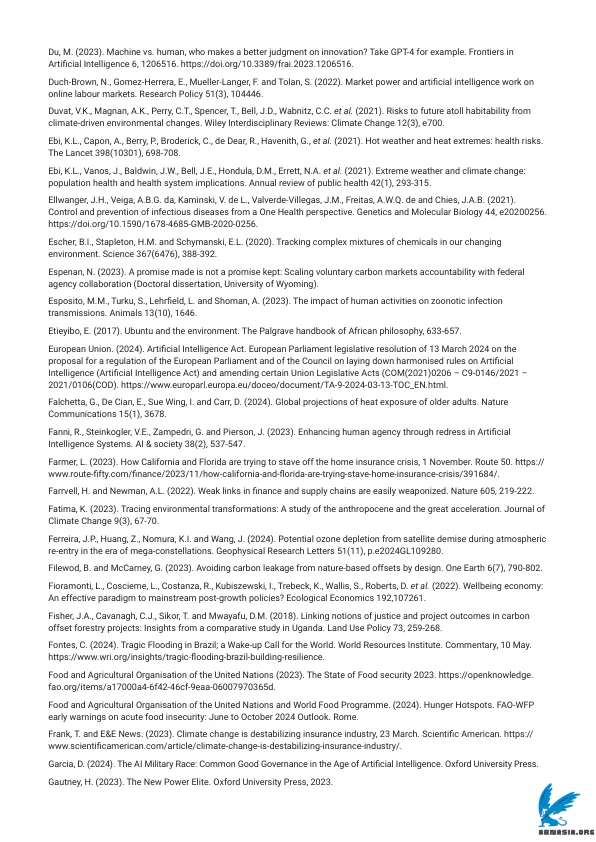 Du, M. (2023). Machine vs. human, who makes a better judgment on innovation? Take GPT-4 for example. Frontiers in
Artificial Intelligence 6, 1206516. https://doi.org/10.3389/frai.2023.1206516.
Duch-Brown, N., Gomez-Herrera, E., Mueller-Langer, F. and Tolan, S. (2022). Market power and artificial intelligence work on
online labour markets. Research Policy 51(3), 104446.
Duvat, V.K., Magnan, A.K., Perry, C.T., Spencer, T., Bell, J.D., Wabnitz, C.C. et al. (2021). Risks to future atoll habitability from
climate-driven environmental changes. Wiley Interdisciplinary Reviews: Climate Change 12(3), e700.
Ebi, K.L., Capon, A., Berry, P., Broderick, C., de Dear, R., Havenith, G., et al. (2021). Hot weather and heat extremes: health risks.
The Lancet 398(10301), 698-708.
Ebi, K.L., Vanos, J., Baldwin, J.W., Bell, J.E., Hondula, D.M., Errett, N.A. et al. (2021). Extreme weather and climate change:
population health and health system implications. Annual review of public health 42(1), 293-315.
Ellwanger, J.H., Veiga, A.B.G. da, Kaminski, V. de L., Valverde-Villegas, J.M., Freitas, A.W.Q. de and Chies, J.A.B. (2021).
Control and prevention of infectious diseases from a One Health perspective. Genetics and Molecular Biology 44, e20200256.
https://doi.org/10.1590/1678-4685-GMB-2020-0256.
Escher, B.I., Stapleton, H.M. and Schymanski, E.L. (2020). Tracking complex mixtures of chemicals in our changing
environment. Science 367(6476), 388-392.
Espenan, N. (2023). A promise made is not a promise kept: Scaling voluntary carbon markets accountability with federal
agency collaboration (Doctoral dissertation, University of Wyoming).
Esposito, M.M., Turku, S., Lehrfield, L. and Shoman, A. (2023). The impact of human activities on zoonotic infection
transmissions. Animals 13(10), 1646.
Etieyibo, E. (2017). Ubuntu and the environment. The Palgrave handbook of African philosophy, 633-657.
European Union. (2024). Artificial Intelligence Act. European Parliament legislative resolution of 13 March 2024 on the
proposal for a regulation of the European Parliament and of the Council on laying down harmonised rules on Artificial
Intelligence (Artificial Intelligence Act) and amending certain Union Legislative Acts (COM(2021)0206 – C9-0146/2021 –
2021/0106(COD). https://www.europarl.europa.eu/doceo/document/TA-9-2024-03-13-TOC_EN.html.
Falchetta, G., De Cian, E., Sue Wing, I. and Carr, D. (2024). Global projections of heat exposure of older adults. Nature
Communications 15(1), 3678.
Fanni, R., Steinkogler, V.E., Zampedri, G. and Pierson, J. (2023). Enhancing human agency through redress in Artificial
Intelligence Systems. AI & society 38(2), 537-547.
Farmer, L. (2023). How California and Florida are trying to stave off the home insurance crisis, 1 November. Route 50. https://
www.route-fifty.com/finance/2023/11/how-california-and-florida-are-trying-stave-home-insurance-crisis/391684/.
Farrvell, H. and Newman, A.L. (2022). Weak links in finance and supply chains are easily weaponized. Nature 605, 219-222.
Fatima, K. (2023). Tracing environmental transformations: A study of the anthropocene and the great acceleration. Journal of
Climate Change 9(3), 67-70.
Ferreira, J.P., Huang, Z., Nomura, K.I. and Wang, J. (2024). Potential ozone depletion from satellite demise during atmospheric
re-entry in the era of mega-constellations. Geophysical Research Letters 51(11), p.e2024GL109280.
Filewod, B. and McCarney, G. (2023). Avoiding carbon leakage from nature-based offsets by design. One Earth 6(7), 790-802.
Fioramonti, L., Coscieme, L., Costanza, R., Kubiszewski, I., Trebeck, K., Wallis, S., Roberts, D. et al. (2022). Wellbeing economy:
An effective paradigm to mainstream post-growth policies? Ecological Economics 192,107261.
Fisher, J.A., Cavanagh, C.J., Sikor, T. and Mwayafu, D.M. (2018). Linking notions of justice and project outcomes in carbon
offset forestry projects: Insights from a comparative study in Uganda. Land Use Policy 73, 259-268.
Fontes, C. (2024). Tragic Flooding in Brazil; a Wake-up Call for the World. World Resources Institute. Commentary, 10 May.
https://www.wri.org/insights/tragic-flooding-brazil-building-resilience.
Food and Agricultural Organisation of the United Nations (2023). The State of Food security 2023. https://openknowledge.
fao.org/items/a17000a4-6f42-46cf-9eaa-06007970365d.
Food and Agricultural Organisation of the United Nations and World Food Programme. (2024). Hunger Hotspots. FAO-WFP
early warnings on acute food insecurity: June to October 2024 Outlook. Rome.
Frank, T. and E&E News. (2023). Climate change is destabilizing insurance industry, 23 March. Scientific American. https://
www.scientificamerican.com/article/climate-change-is-destabilizing-insurance-industry/.
Garcia, D. (2024). The AI Military Race: Common Good Governance in the Age of Artificial Intelligence. Oxford University Press.
Gautney, H. (2023). The New Power Elite. Oxford University Press, 2023.
ABNASIA.ORG